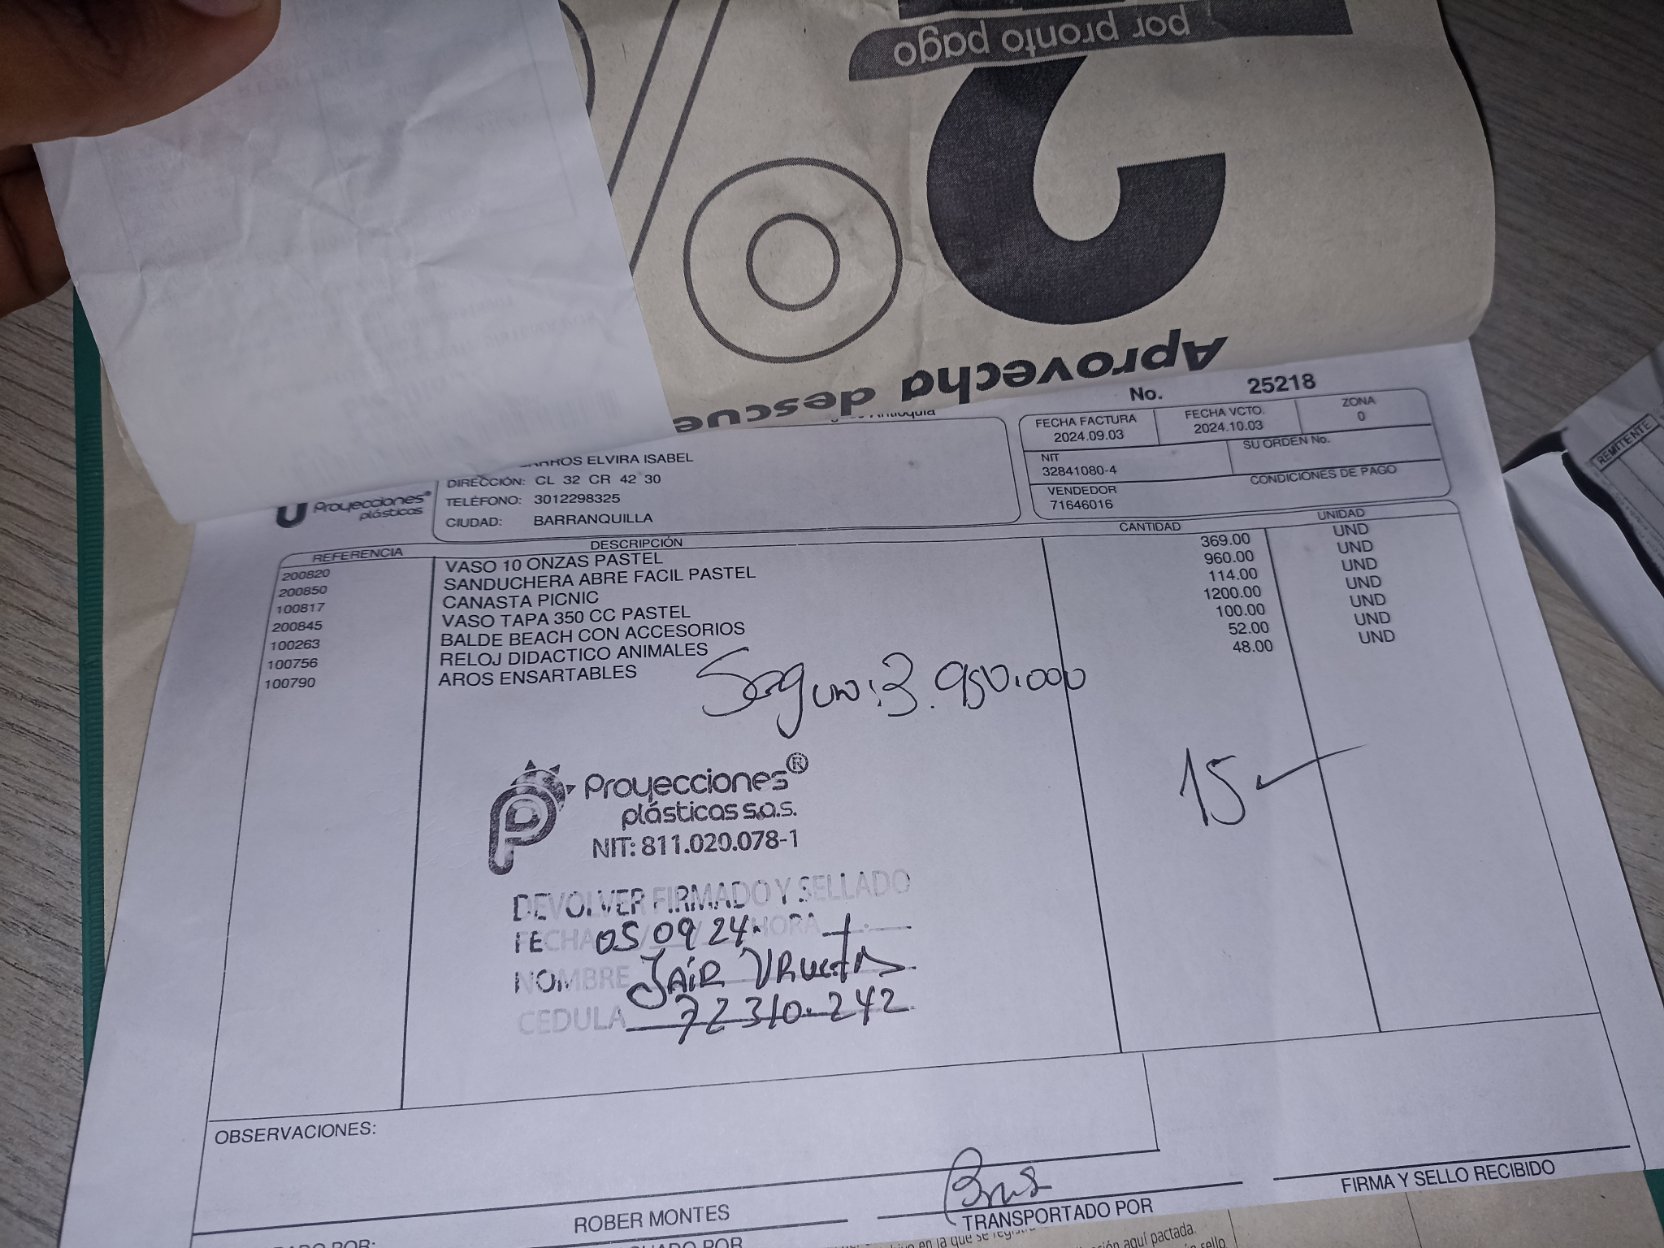 por pronto pago
2
%
Aprovecha descue
No. 25218
FECHA FACTURA
2024.09.03
FECHA VCTO.
2024.10.03
ZONA
0
NIT
32841080-4
SU ORDEN No.
VENDEDOR
71646016
CONDICIONES DE PAGO
ELVIRA ISABEL
DIRECCIÓN: CL 32 CR 42 30
TELÉFONO: 3012298325
CIUDAD: BARRANQUILLA
Proyecciones®
plásticas
REFERENCIA DESCRIPCIÓN CANTIDAD UNIDAD
200820 VASO 10 ONZAS PASTEL 369.00 UND
200850 SANDUCHERA ABRE FACIL PASTEL 960.00 UND
100817 CANASTA PICNIC 114.00 UND
200845 VASO TAPA 350 CC PASTEL 1200.00 UND
100263 BALDE BEACH CON ACCESORIOS 100.00 UND
100756 RELOJ DIDACTICO ANIMALES 52.00 UND
100790 AROS ENSARTABLES 48.00 UND
Segun: 3.950.000
15
Proyecciones®
plásticas s.a.s.
NIT: 811.020.078-1
DEVOLVER FIRMADO Y SELLADO
FECHA 05 09 24 HORA
NOMBRE JAIR URUETA
CEDULA 72310.242
OBSERVACIONES:
ROBER MONTES
TRANSPORTADO POR
FIRMA Y SELLO RECIBIDO
REMITENTE